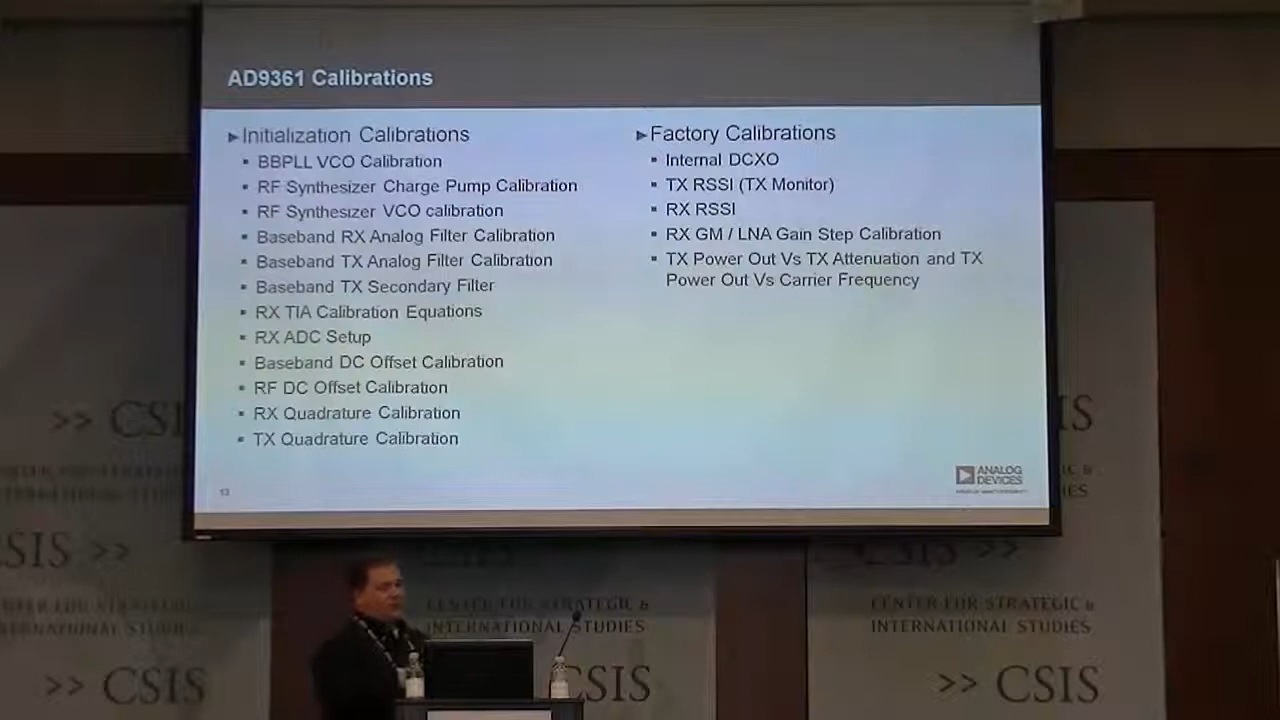 AD9361 Calibrations
►Initialization Calibrations
▪ BBPLL VCO Calibration
▪ RF Synthesizer Charge Pump Calibration
▪ RF Synthesizer VCO calibration
▪ Baseband RX Analog Filter Calibration
▪ Baseband TX Analog Filter Calibration
▪ Baseband TX Secondary Filter
▪ RX TIA Calibration Equations
▪ RX ADC Setup
▪ Baseband DC Offset Calibration
▪ RF DC Offset Calibration
▪ RX Quadrature Calibration
▪ TX Quadrature Calibration
►Factory Calibrations
▪ Internal DCXO
▪ TX RSSI (TX Monitor)
▪ RX RSSI
▪ RX GM / LNA Gain Step Calibration
▪ TX Power Out Vs TX Attenuation and TX
Power Out Vs Carrier Frequency
13
ANALOG
DEVICES
>> CSI
SIS >>
>> CSIS
CENTER FOR STRATEGIC &
INTERNATIONAL STUDIES
CSIS
IS
CENTER FOR STRATEGIC &
INTERNATIONAL STUDIES
>> CSIS